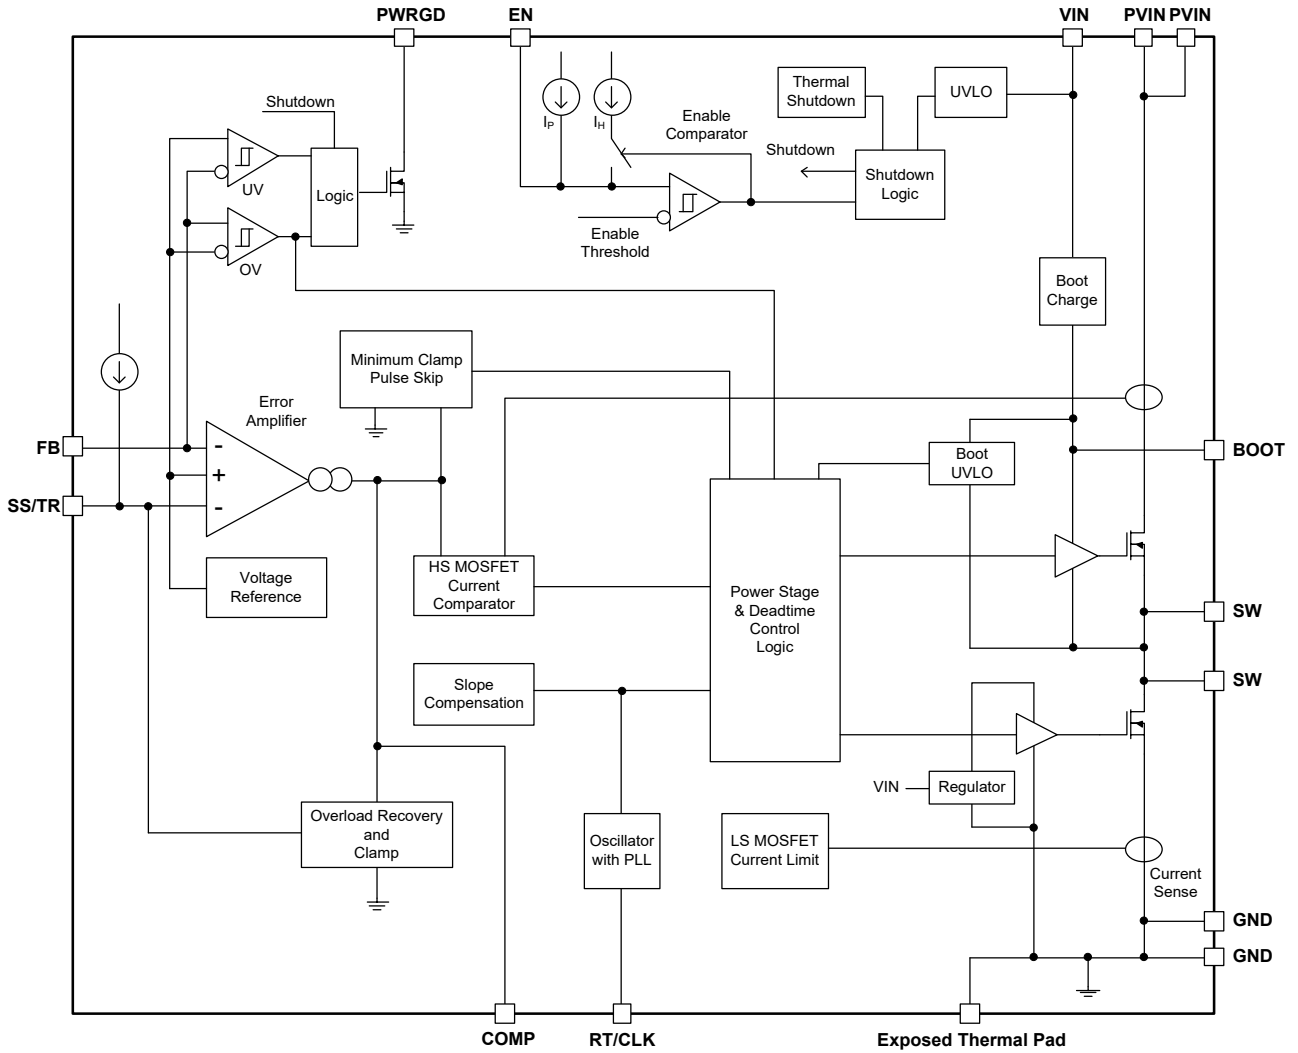 PWRGD
EN
VIN
PVIN PVIN
Shutdown
Thermal
Shutdown
UVLO
IP
IH
Enable
Comparator
Shutdown
UV
Logic
Shutdown
Logic
Enable
Threshold
OV
Boot
Charge
Minimum Clamp
Pulse Skip
Error
Amplifier
FB
-
+
-
SS/TR
Boot
UVLO
BOOT
Voltage
Reference
HS MOSFET
Current
Comparator
Power Stage
& Deadtime
Control
Logic
SW
SW
Slope
Compensation
VIN
Regulator
Overload Recovery
and
Clamp
Oscillator
with PLL
LS MOSFET
Current Limit
Current
Sense
GND
GND
COMP
RT/CLK
Exposed Thermal Pad